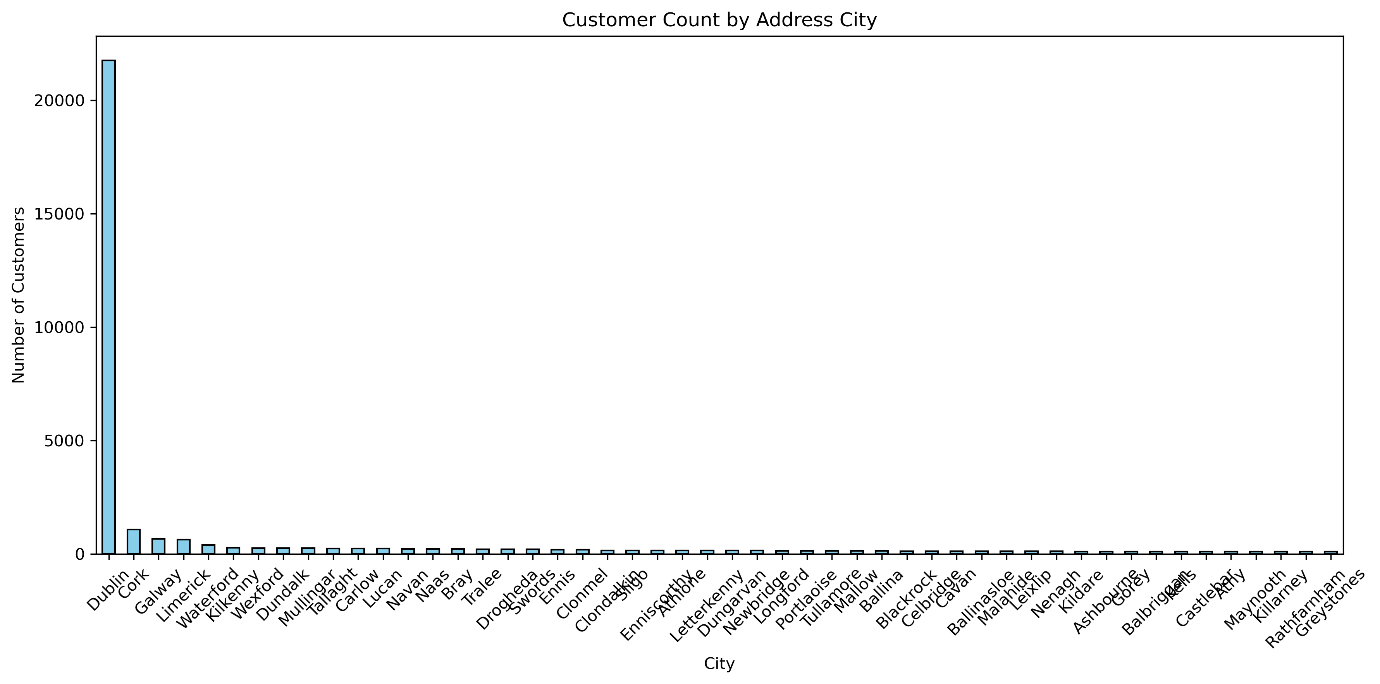 Customer Count by Address City
Number of Customers
20000
15000
10000
5000
0
Dublin
Cork
Galway
Limerick
Waterford
Kilkenny
Wexford
Dundalk
Mullingar
Tallaght
Carlow
Lucan
Navan
Naas
Bray
Tralee
Drogheda
Swords
Ennis
Clonmel
Clondalkin
Sligo
Enniscorthy
Athlone
Letterkenny
Dungarvan
Newbridge
Longford
Portlaoise
Tullamore
Mallow
Ballina
Blackrock
Celbridge
Cavan
Ballinasloe
Malahide
Leixlip
Nenagh
Kildare
Ashbourne
Gorey
Balbriggan
Kells
Castlebar
Athy
Maynooth
Killarney
Rathfarnham
Greystones
City